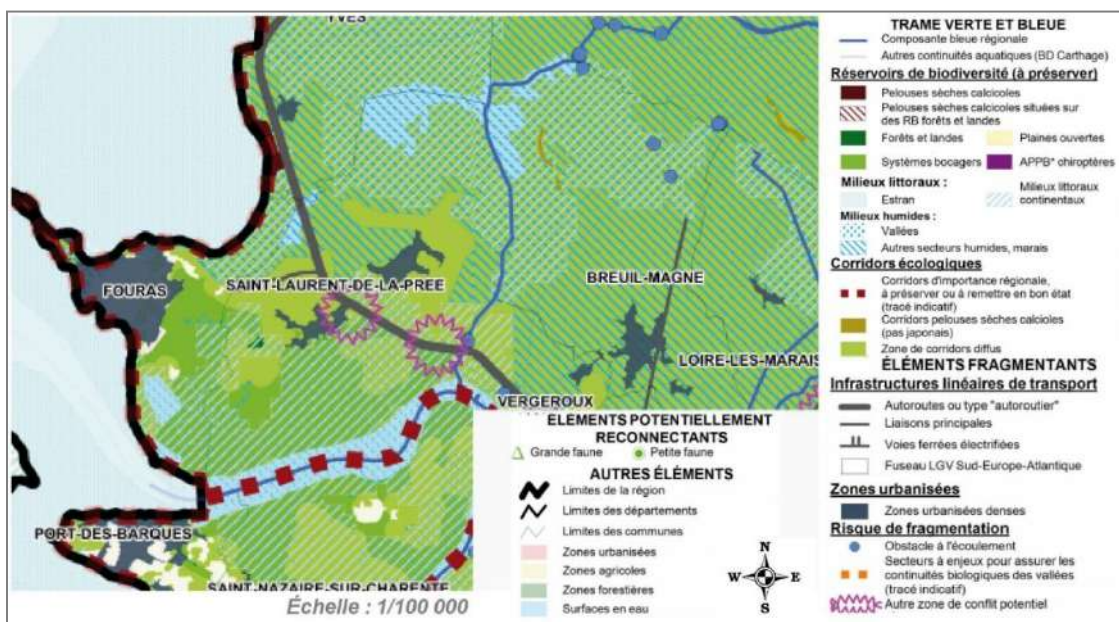 YVES
FOURAS
SAINT-LAURENT-DE-LA-PREE
BREUIL-MAGNE
LOIRE-LES-MARAIS
VERGEROUX
PORT-DES-BARQUES
SAINT-NAZAIRE-SUR-CHARENTE
Échelle : 1/100 000
ELEMENTS POTENTIELLEMENT
RECONNECTANTS
Grande faune
Petite faune
AUTRES ÉLÉMENTS
Limites de la région
Limites des départements
Limites des communes
Zones urbanisées
Zones agricoles
Zones forestières
Surfaces en eau
N
W E
S
TRAME VERTE ET BLEUE
Composante bleue régionale
Autres continuités aquatiques (BD Carthage)
Réservoirs de biodiversité (à préserver)
Pelouses sèches calcicoles
Pelouses sèches calcicoles situées sur
des RB forêts et landes
Forêts et landes
Plaines ouvertes
Systèmes bocagers
APPB* chiroptères
Milieux littoraux :
Estran
Milieux littoraux
continentaux
Milieux humides :
Vallées
Autres secteurs humides, marais
Corridors écologiques
Corridors d'importance régionale,
à préserver ou à remettre en bon état
(tracé indicatif)
Corridors pelouses sèches calcioles
(pas japonais)
Zone de corridors diffus
ÉLÉMENTS FRAGMENTANTS
Infrastructures linéaires de transport
Autoroutes ou type "autoroutier"
Liaisons principales
Voies ferrées électrifiées
Fuseau LGV Sud-Europe-Atlantique
Zones urbanisées
Zones urbanisées denses
Risque de fragmentation
Obstacle à l'écoulement
Secteurs à enjeux pour assurer les
continuités biologiques des vallées
(tracé indicatif)
Autre zone de conflit potentiel